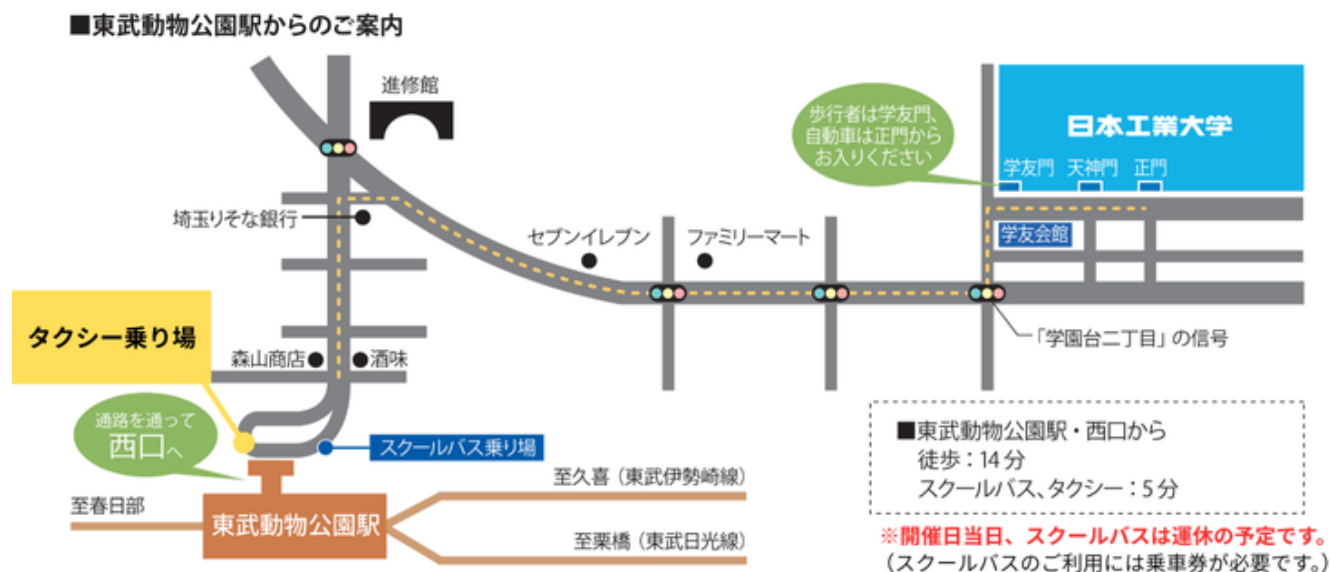 ■東武動物公園駅からのご案内
進修館
歩行者は学友門、
自動車は正門から
お入りください
日本工業大学
学友門
天神門
正門
埼玉りそな銀行
セブンイレブン
ファミリーマート
学友会館
タクシー乗り場
「学園台二丁目」の信号
森山商店
酒味
通路を通って
西口へ
スクールバス乗り場
■東武動物公園駅・西口から
徒歩：14分
スクールバス、タクシー：5分
至久喜（東武伊勢崎線）
至春日部
東武動物公園駅
至栗橋（東武日光線）
※開催日当日、スクールバスは運休の予定です。
（スクールバスのご利用には乗車券が必要です。）